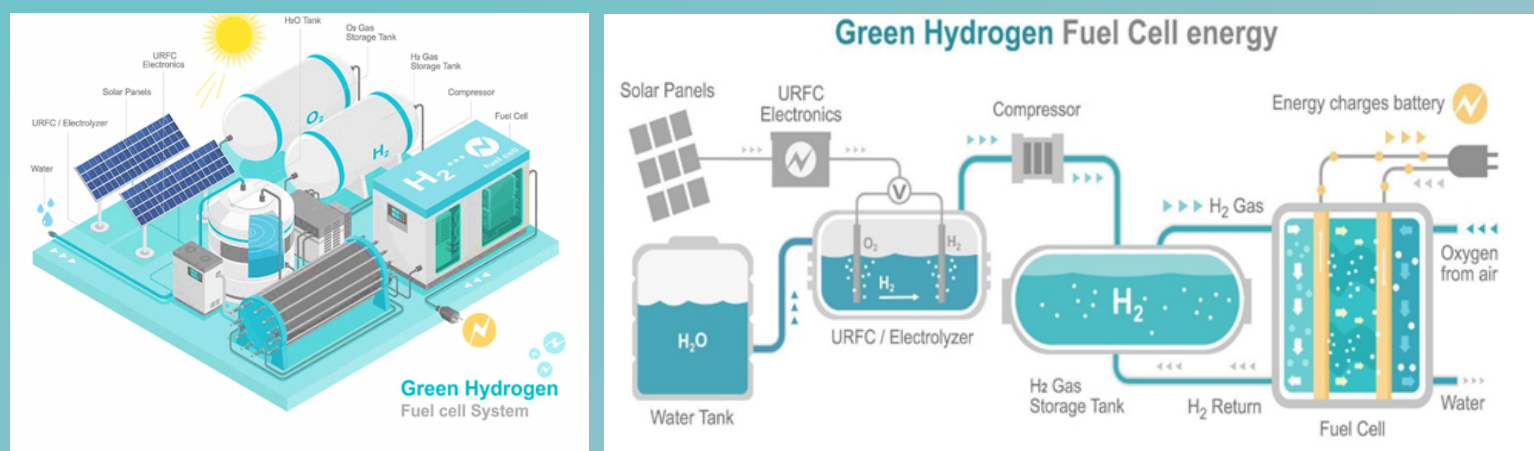 H₂O Tank
O₂ Gas
Storage Tank
URFC
Electronics
H₂ Gas
Storage Tank
Solar Panels
Compressor
URFC / Electrolyzer
Fuel Cell
Water
O₂
H₂
H₂
fuel cell
Green Hydrogen
Fuel cell System
Green Hydrogen Fuel Cell energy
Solar Panels
URFC
Electronics
Compressor
Energy charges battery
V
H₂ Gas
O₂
H₂
Oxygen
from air
H₂
H₂
H₂O
URFC / Electrolyzer
H₂ Gas
Storage Tank
H₂ Return
Water
Water Tank
Fuel Cell